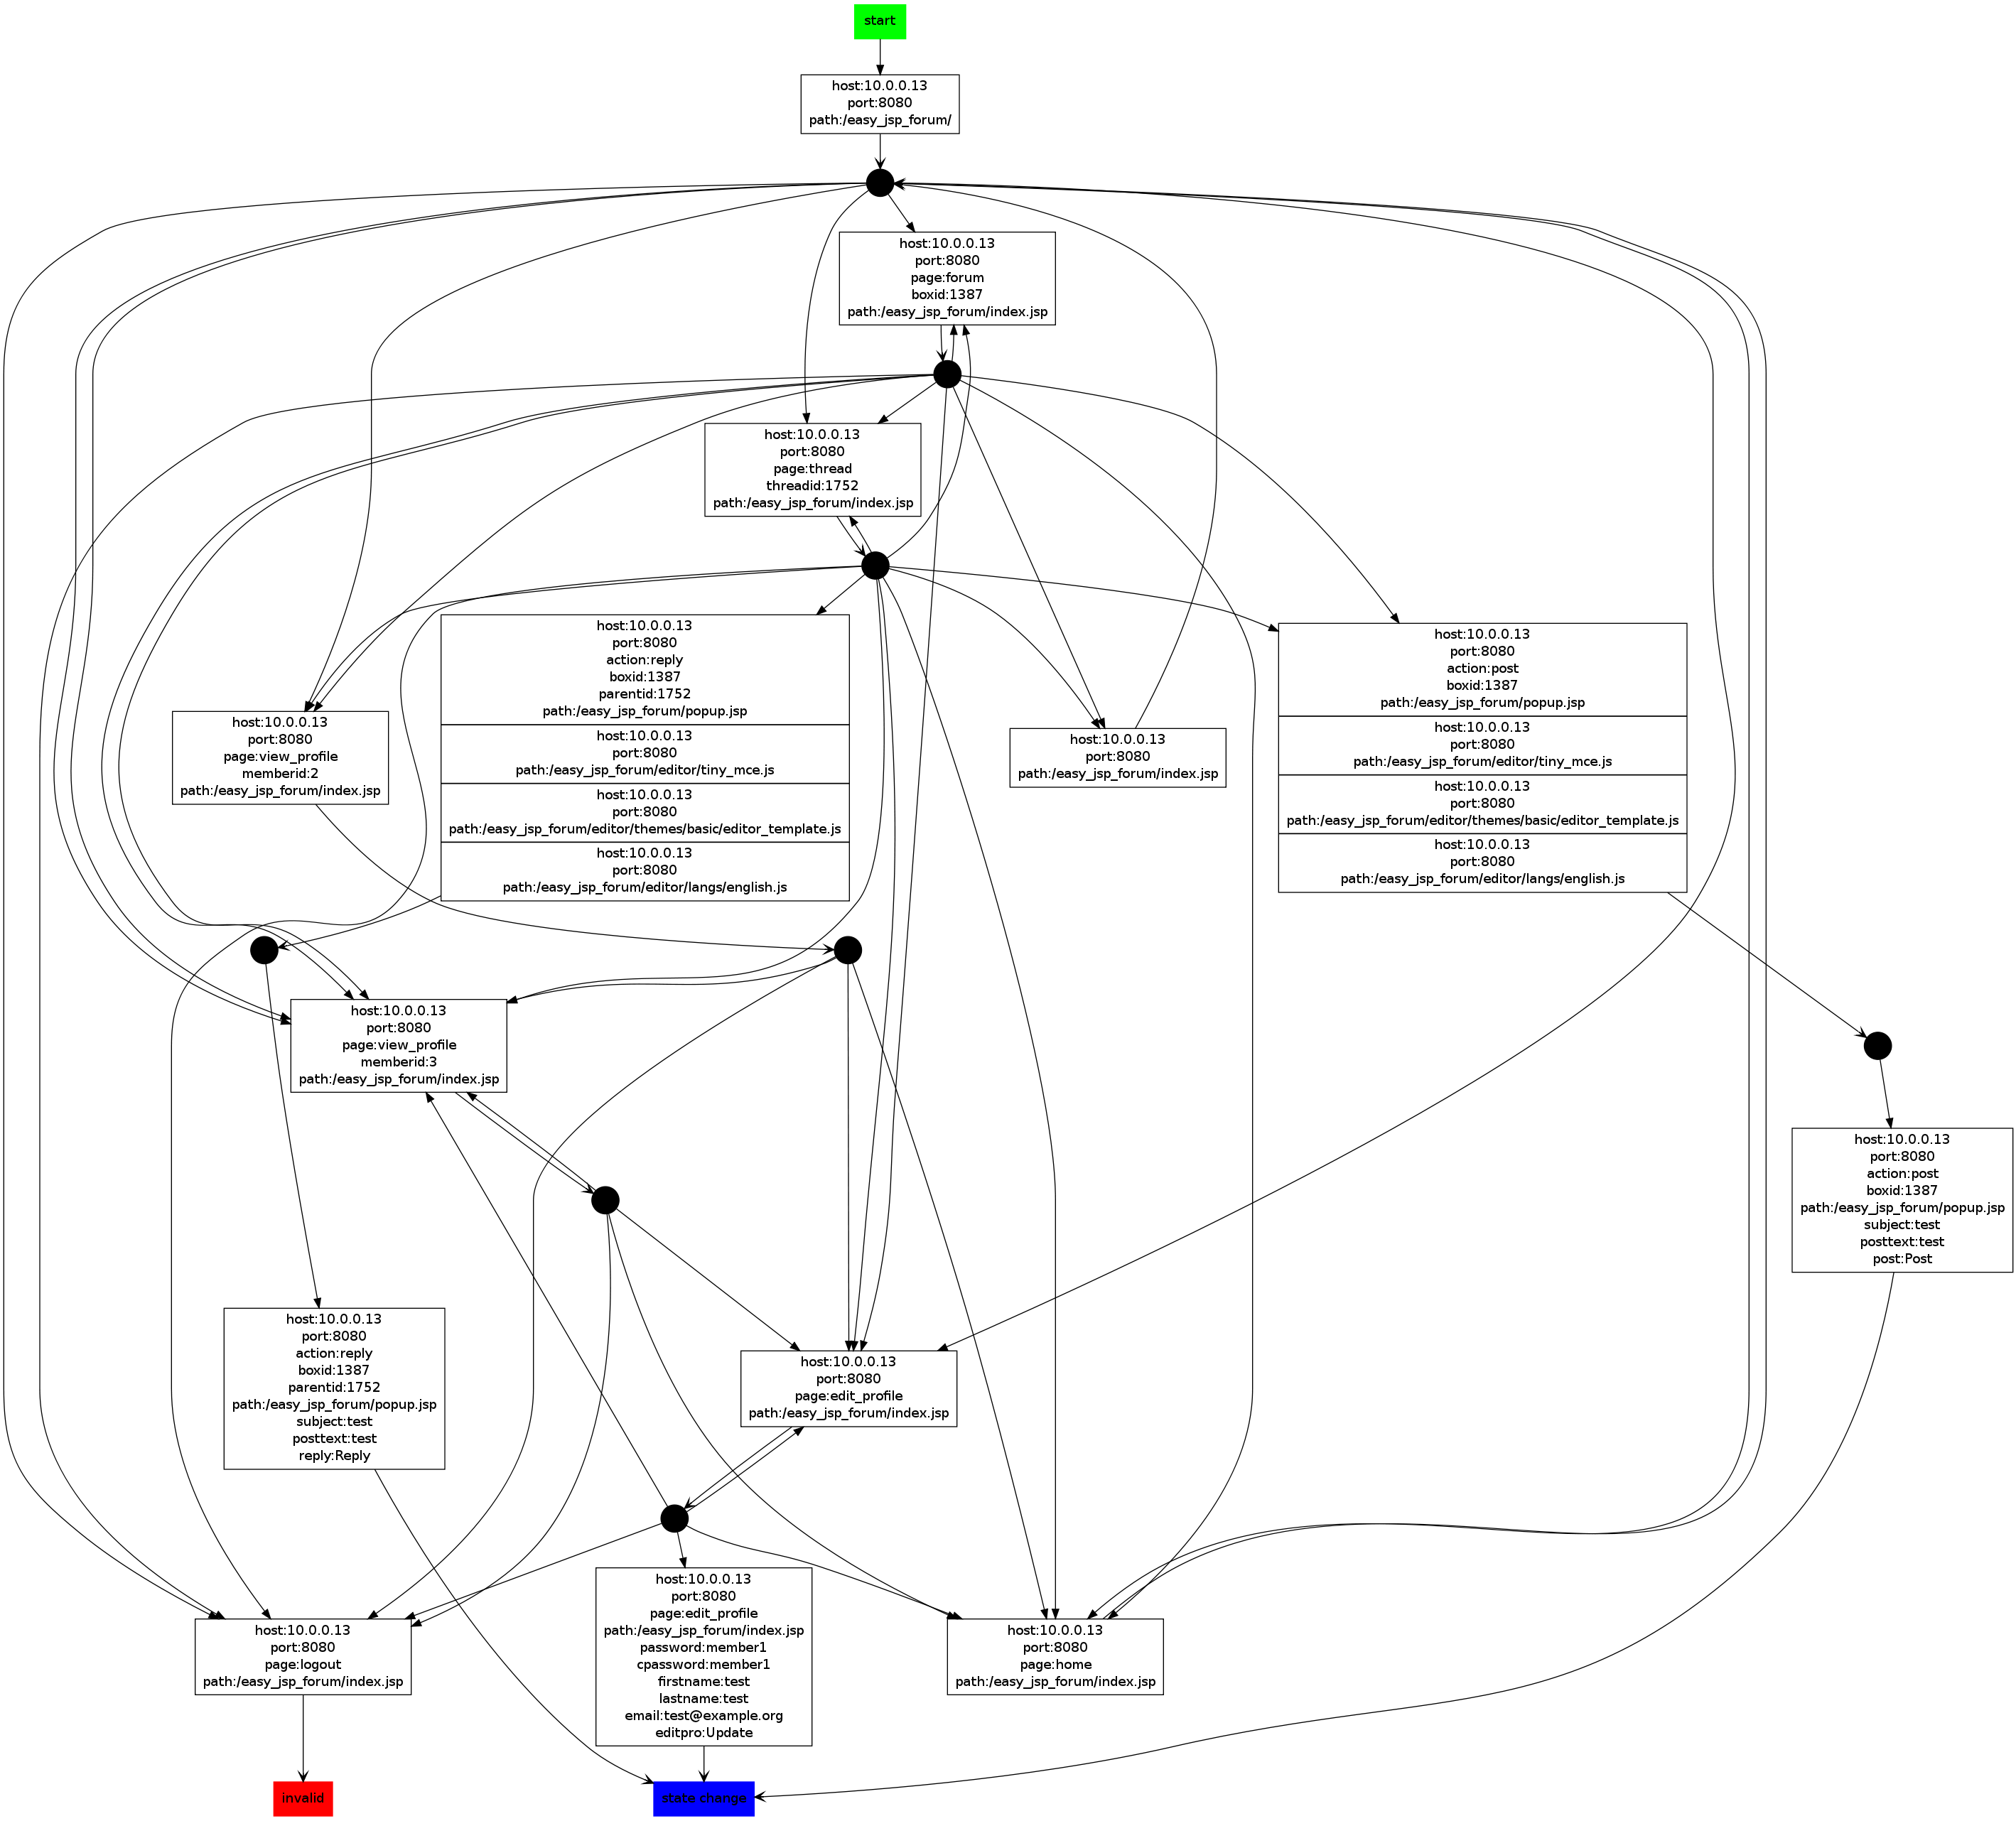 start
host:10.0.0.13
port:8080
path:/easy_jsp_forum/
host:10.0.0.13
port:8080
page:forum
boxid:1387
path:/easy_jsp_forum/index.jsp
host:10.0.0.13
port:8080
page:thread
threadid:1752
path:/easy_jsp_forum/index.jsp
host:10.0.0.13
port:8080
action:reply
boxid:1387
parentid:1752
path:/easy_jsp_forum/popup.jsp
host:10.0.0.13
port:8080
path:/easy_jsp_forum/editor/tiny_mce.js
host:10.0.0.13
port:8080
path:/easy_jsp_forum/editor/themes/basic/editor_template.js
host:10.0.0.13
port:8080
path:/easy_jsp_forum/editor/langs/english.js
host:10.0.0.13
port:8080
action:post
boxid:1387
path:/easy_jsp_forum/popup.jsp
host:10.0.0.13
port:8080
path:/easy_jsp_forum/editor/tiny_mce.js
host:10.0.0.13
port:8080
path:/easy_jsp_forum/editor/themes/basic/editor_template.js
host:10.0.0.13
port:8080
path:/easy_jsp_forum/editor/langs/english.js
host:10.0.0.13
port:8080
page:view_profile
memberid:2
path:/easy_jsp_forum/index.jsp
host:10.0.0.13
port:8080
path:/easy_jsp_forum/index.jsp
host:10.0.0.13
port:8080
page:view_profile
memberid:3
path:/easy_jsp_forum/index.jsp
host:10.0.0.13
port:8080
action:post
boxid:1387
path:/easy_jsp_forum/popup.jsp
subject:test
posttext:test
post:Post
host:10.0.0.13
port:8080
action:reply
boxid:1387
parentid:1752
path:/easy_jsp_forum/popup.jsp
subject:test
posttext:test
reply:Reply
host:10.0.0.13
port:8080
page:edit_profile
path:/easy_jsp_forum/index.jsp
host:10.0.0.13
port:8080
page:edit_profile
path:/easy_jsp_forum/index.jsp
password:member1
cpassword:member1
firstname:test
lastname:test
email:test@example.org
editpro:Update
host:10.0.0.13
port:8080
page:logout
path:/easy_jsp_forum/index.jsp
host:10.0.0.13
port:8080
page:home
path:/easy_jsp_forum/index.jsp
invalid
state change